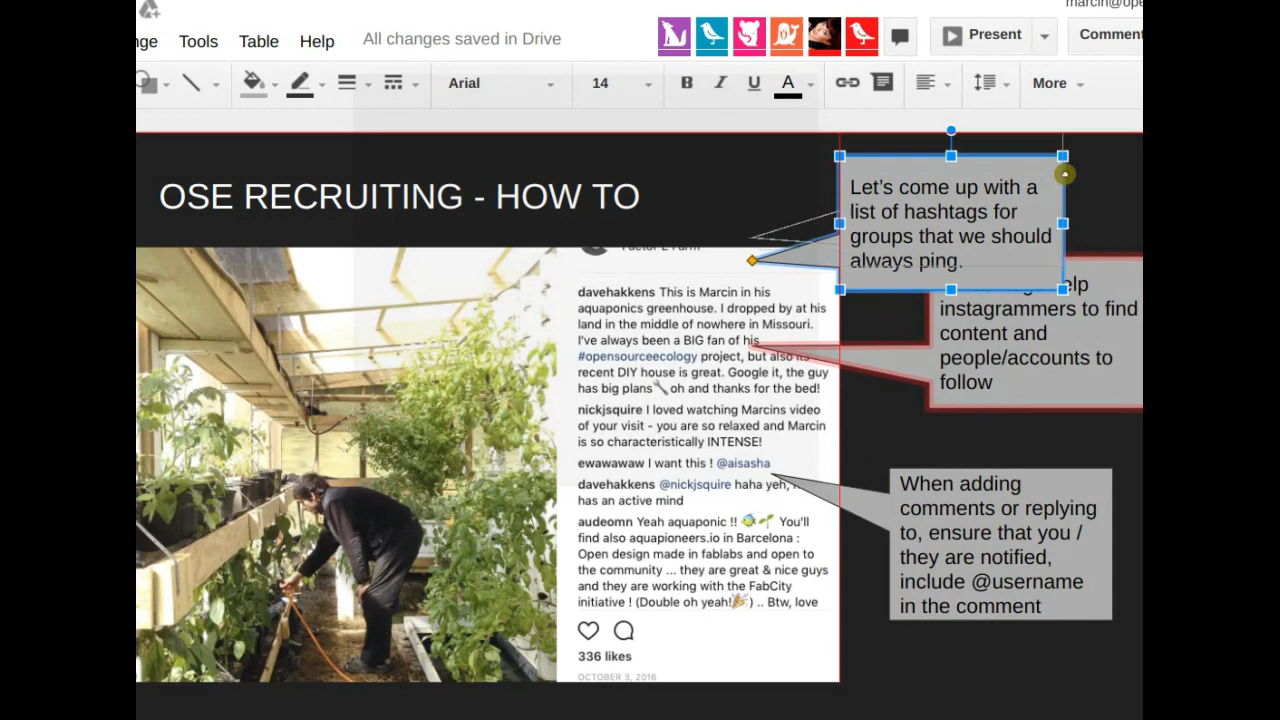 marcin@ope
nge Tools Table Help All changes saved in Drive Present Commen
Arial 14 B I U A More
OSE RECRUITING - HOW TO
Let's come up with a
list of hashtags for
groups that we should
always ping.
elp
instagrammers to find
content and
people/accounts to
follow
When adding
comments or replying
to, ensure that you /
they are notified,
include @username
in the comment
Factor E Farm
davehakkens This is Marcin in his
aquaponics greenhouse. I dropped by at his
land in the middle of nowhere in Missouri.
I've always been a BIG fan of his
#opensourceecology project, but also its
recent DIY house is great. Google it, the guy
has big plans🔧 oh and thanks for the bed!
nickjsquire I loved watching Marcins video
of your visit - you are so relaxed and Marcin
is so characteristically INTENSE!
ewawawaw I want this ! @aisasha
davehakkens @nickjsquire haha yeh,
has an active mind
audeomn Yeah aquaponic !! 🐠🌱 You'll
find also aquapioneers.io in Barcelona :
Open design made in fablabs and open to
the community ... they are great & nice guys
and they are working with the FabCity
initiative ! (Double oh yeah!🎉) .. Btw, love
336 likes
OCTOBER 3, 2016